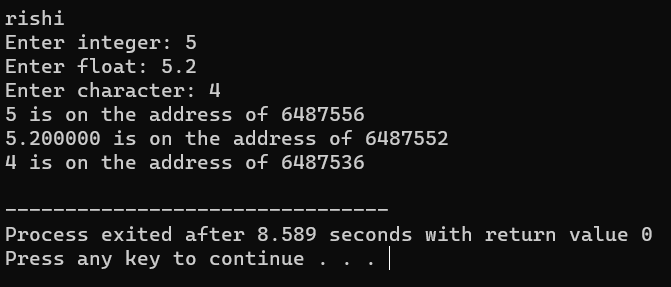 rishi
Enter integer: 5
Enter float: 5.2
Enter character: 4
5 is on the address of 6487556
5.200000 is on the address of 6487552
4 is on the address of 6487536
--------------------------------
Process exited after 8.589 seconds with return value 0
Press any key to continue . . .